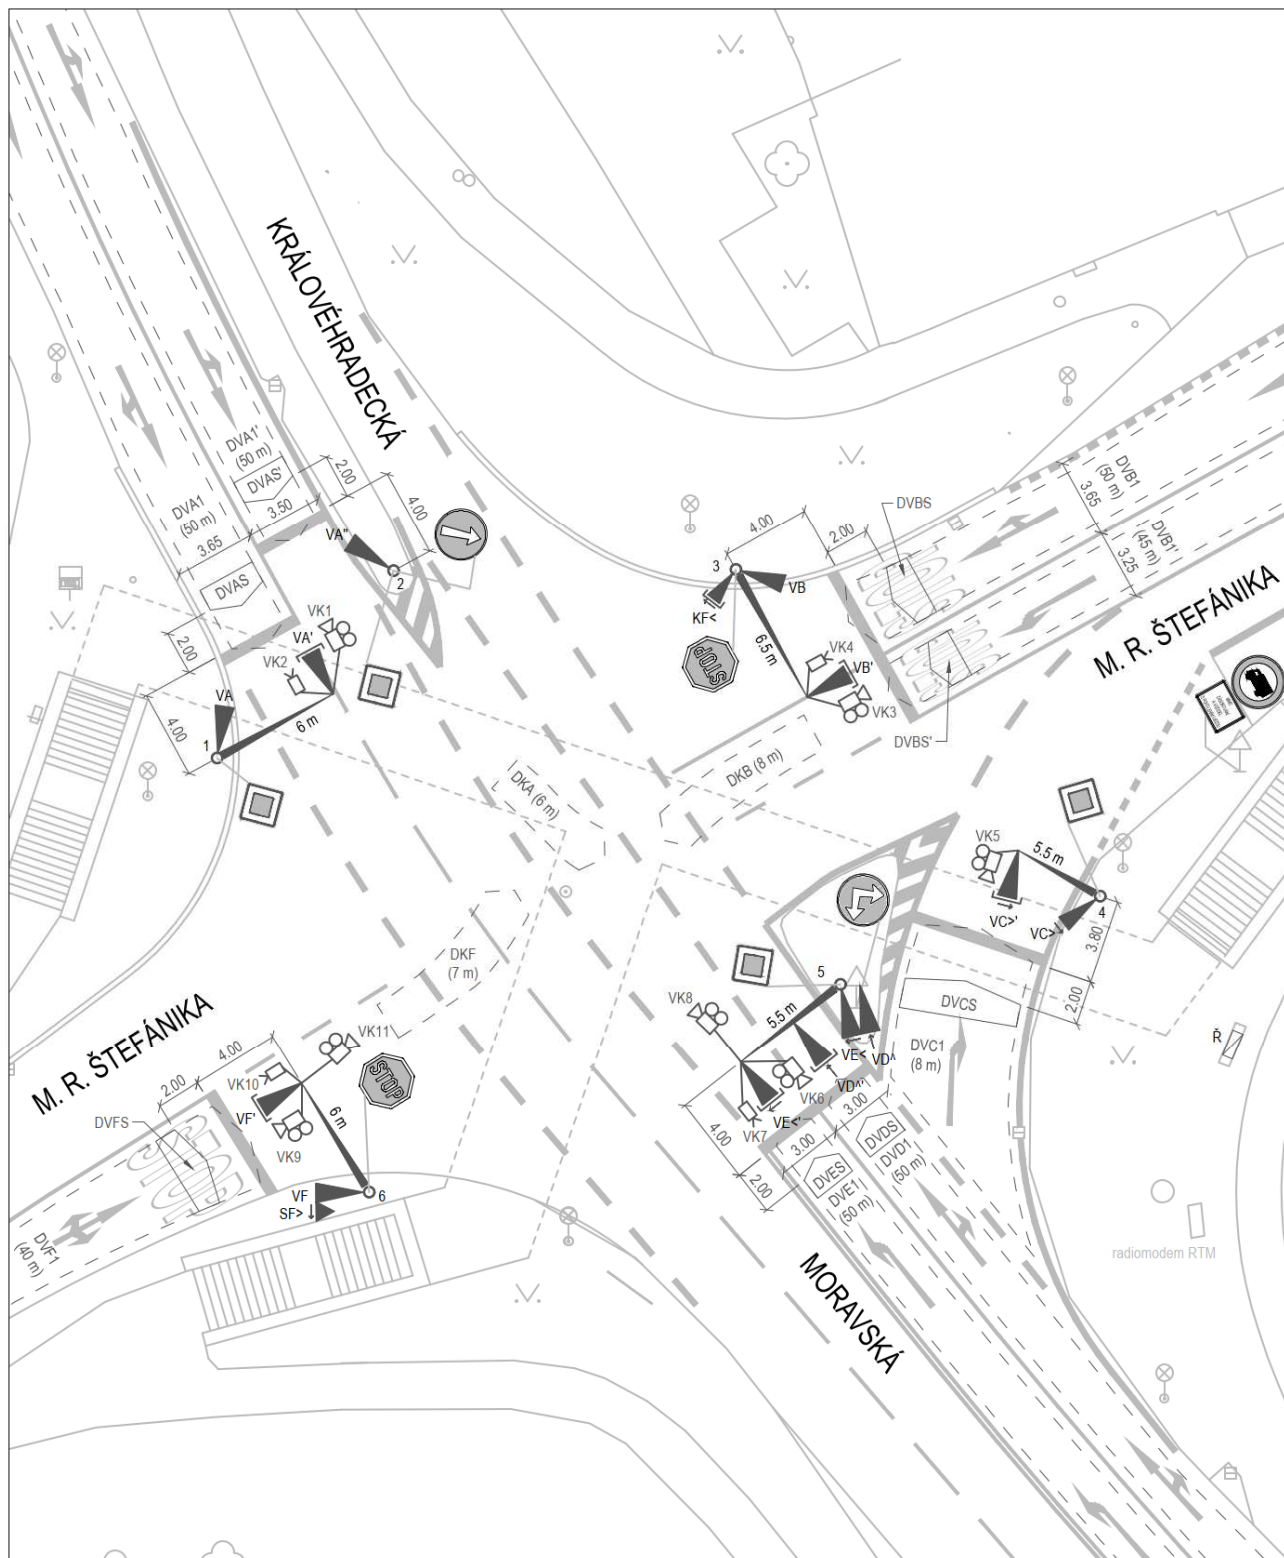 KRÁLOVÉHRADECKÁ
DVA1'
(50 m)
DVAS'
2.00
3.50
DVA1
(50 m)
3.65
DVAS
4.00
VA''
2
VK1
VA'
VK2
2.00
VA
4.00
1
6 m
3
4.00
2.00
DVBS
VB
KF<
STOP
6.5 m
VK4
VB'
VK3
DVBS'
DVB1
(50 m)
3.65
DVB1'
(45 m)
3.25
M. R. ŠTEFÁNIKA
DKA (6 m)
DKB (8 m)
DKF
(7 m)
VK5
5.5 m
VC>'
VC>
4
3.80
2.00
DVCS
DVC1
(8 m)
Ř
5
VK8
5.5 m
VE<
VD^
VD^'
VK6
VE<'
VK7
4.00
2.00
3.00
3.00
DVDS
DVD1
(50 m)
DVES
DVE1
(50 m)
M. R. ŠTEFÁNIKA
4.00
2.00
VK11
VK10
STOP
VF'
DVFS
VK9
6 m
VF
SF>
6
DVF1
(40 m)
radiomodem RTM
MORAVSKÁ